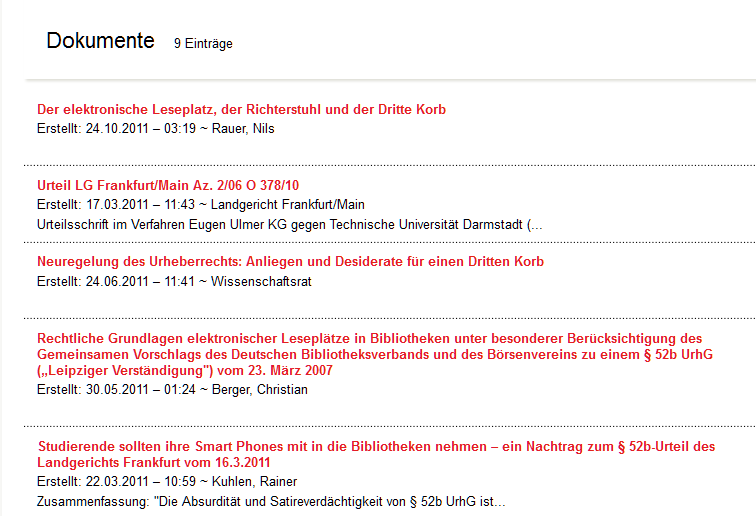 Dokumente 9 Einträge
Der elektronische Leseplatz, der Richterstuhl und der Dritte Korb
Erstellt: 24.10.2011 – 03:19 ~ Rauer, Nils
Urteil LG Frankfurt/Main Az. 2/06 O 378/10
Erstellt: 17.03.2011 – 11:43 ~ Landgericht Frankfurt/Main
Urteilsschrift im Verfahren Eugen Ulmer KG gegen Technische Universität Darmstadt (...
Neuregelung des Urheberrechts: Anliegen und Desiderate für einen Dritten Korb
Erstellt: 24.06.2011 – 11:41 ~ Wissenschaftsrat
Rechtliche Grundlagen elektronischer Leseplätze in Bibliotheken unter besonderer Berücksichtigung des
Gemeinsamen Vorschlags des Deutschen Bibliotheksverbands und des Börsenvereins zu einem § 52b UrhG
(„Leipziger Verständigung") vom 23. März 2007
Erstellt: 30.05.2011 – 01:24 ~ Berger, Christian
Studierende sollten ihre Smart Phones mit in die Bibliotheken nehmen – ein Nachtrag zum § 52b-Urteil des
Landgerichts Frankfurt vom 16.3.2011
Erstellt: 22.03.2011 – 10:59 ~ Kuhlen, Rainer
Zusammenfassung: "Die Absurdität und Satireverdächtigkeit von § 52b UrhG ist...